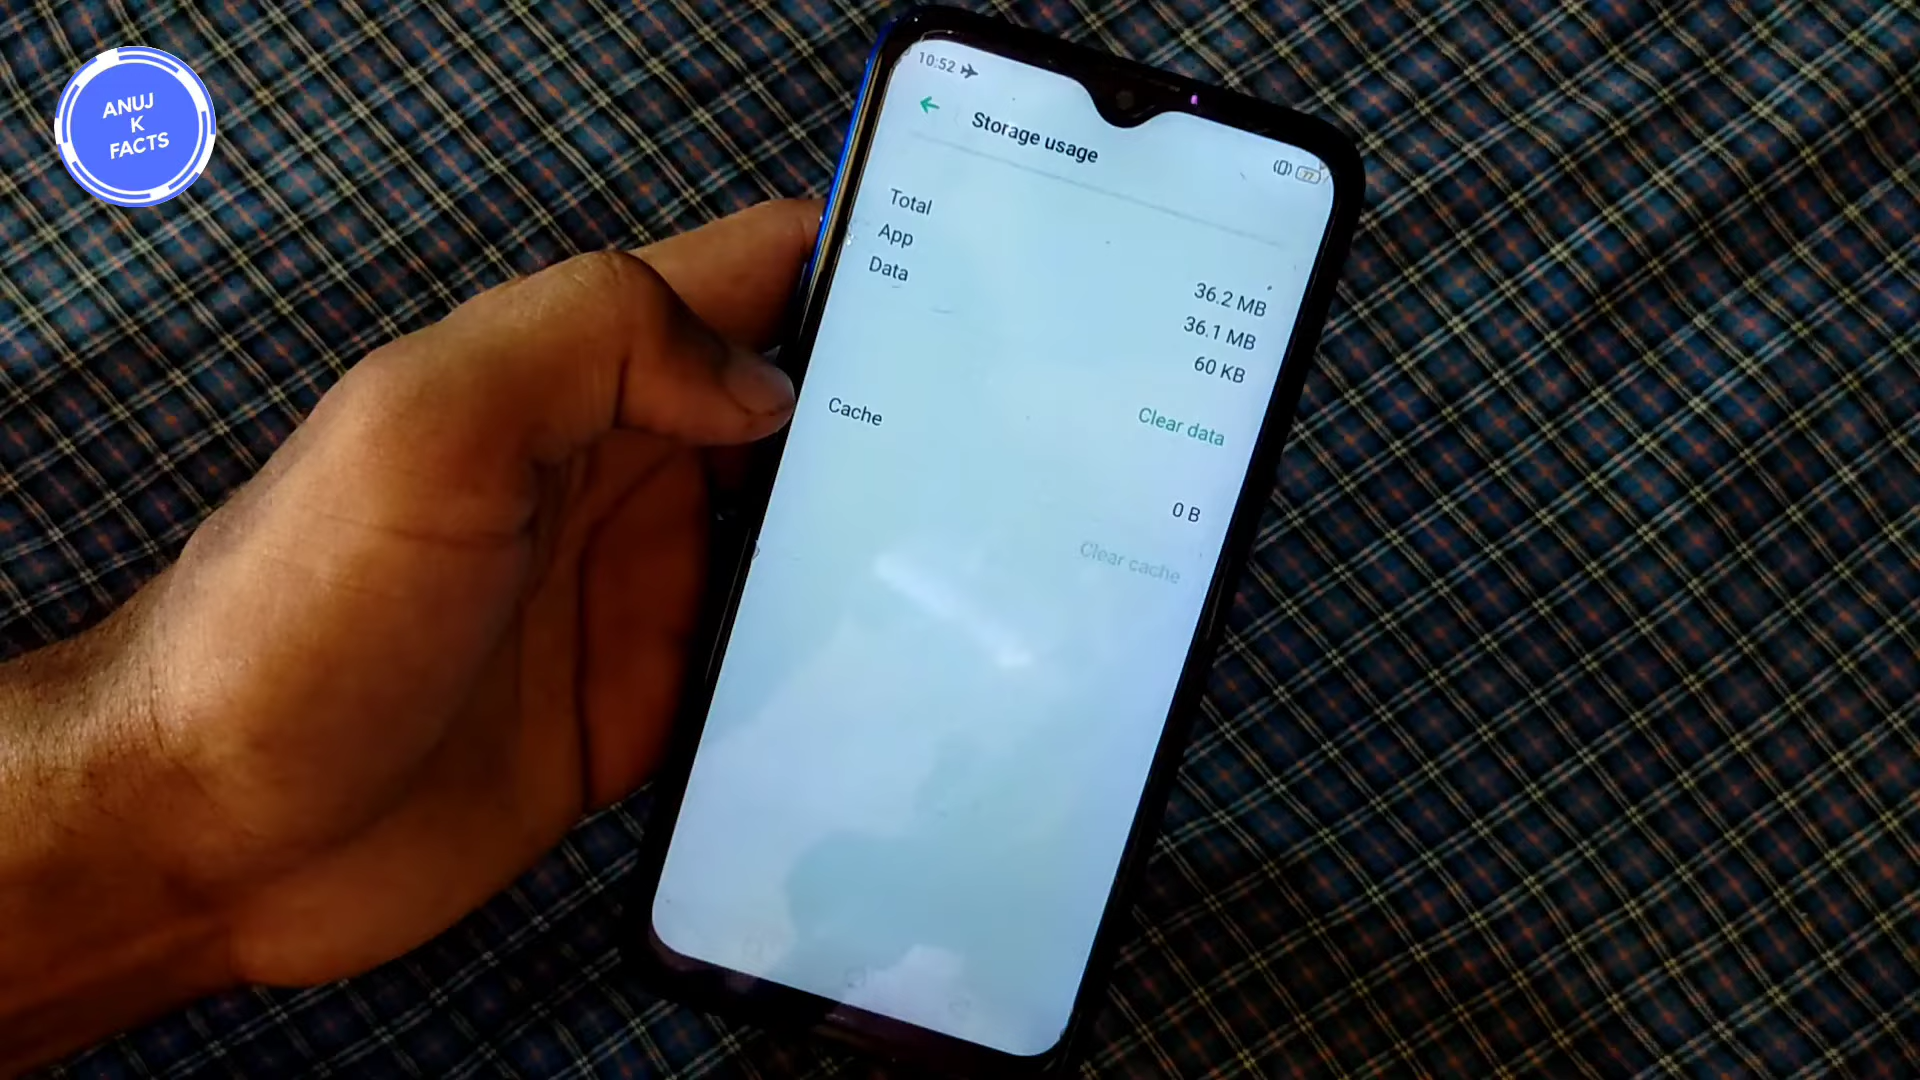 ANUJ
K
FACTS
10:52
77
Storage usage
Total
36.2 MB
App
36.1 MB
Data
60 KB
Clear data
Cache
0 B
Clear cache